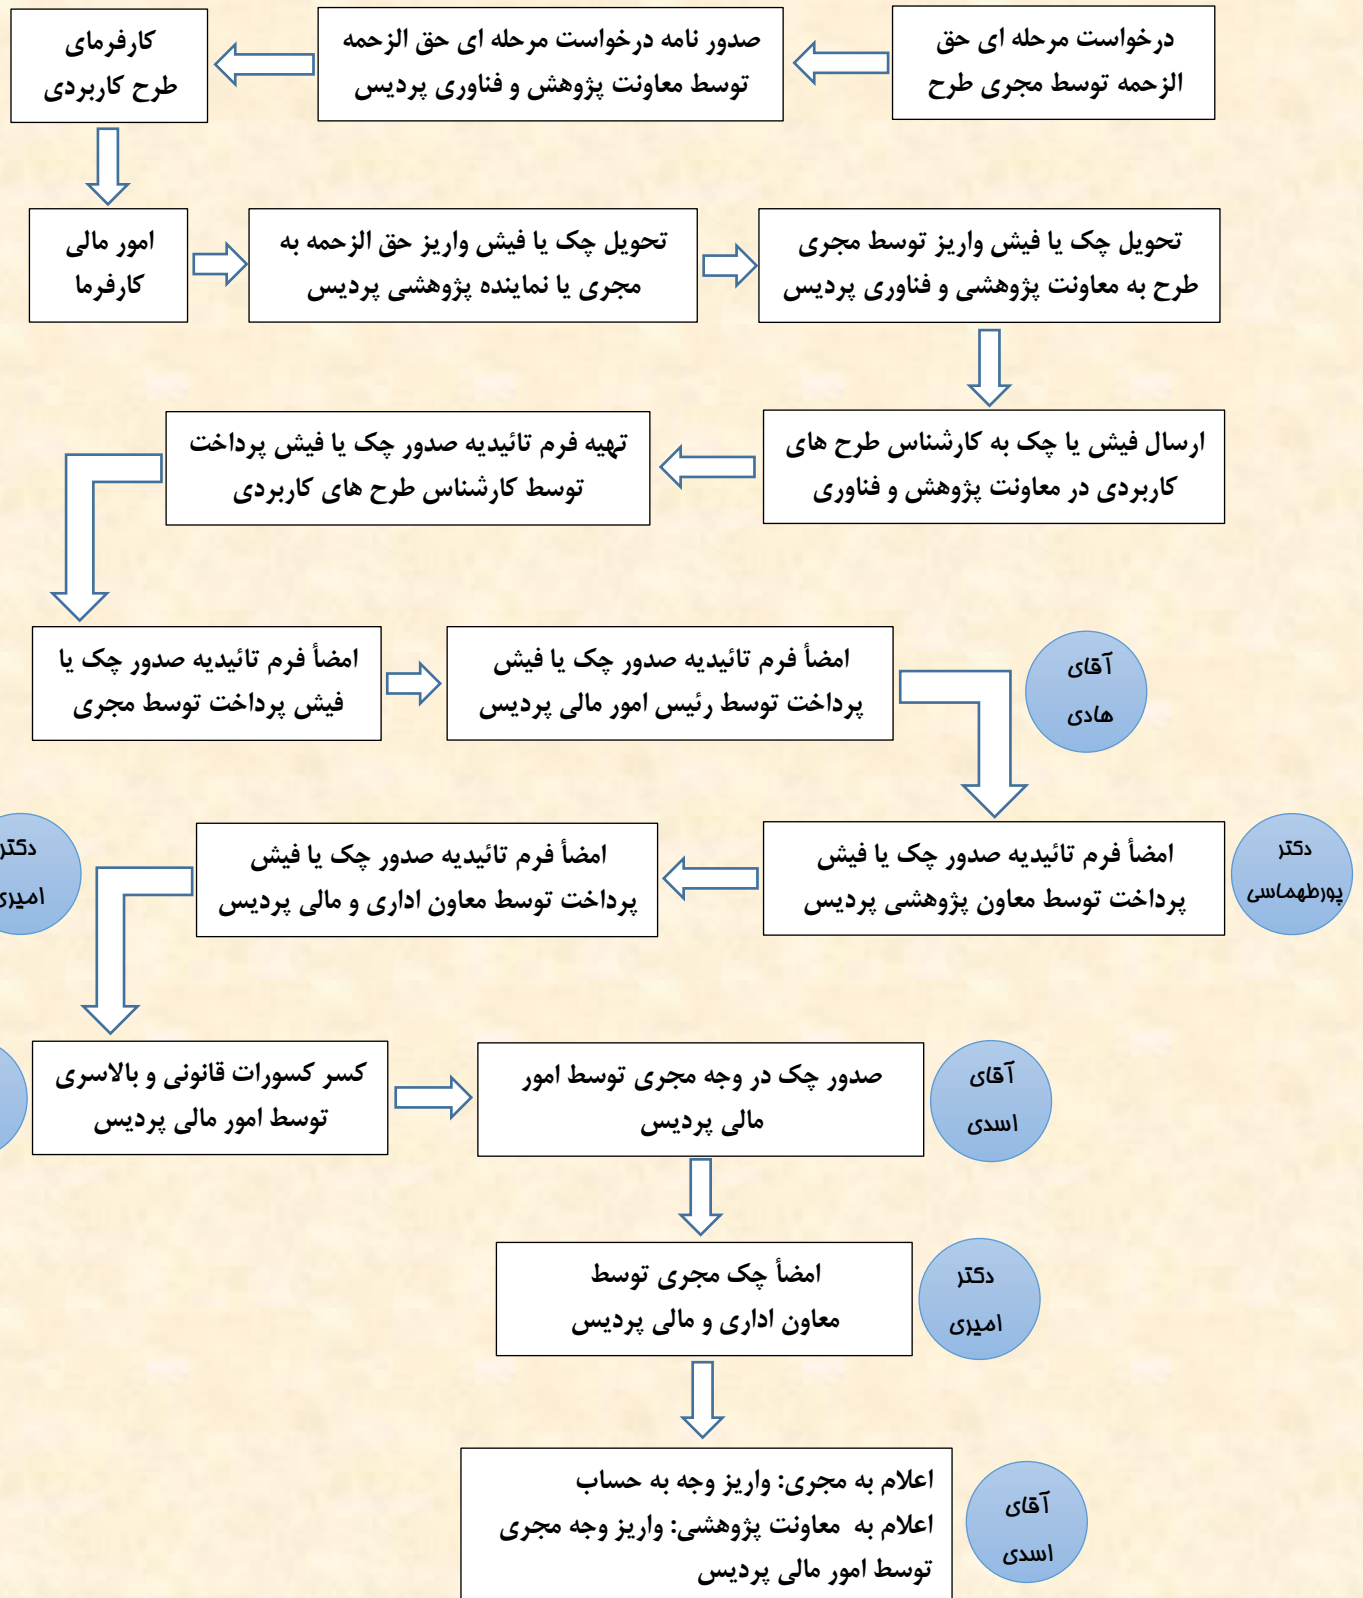 درخواست مرحله ای حق
الزحمه توسط مجری طرح
صدور نامه درخواست مرحله ای حق الزحمه
توسط معاونت پژوهش و فناوری پردیس
کارفرمای
طرح کاربردی
امور مالی
کارفرما
تحویل چک یا فیش واریز حق الزحمه به
مجری یا نماینده پژوهشی پردیس
تحویل چک یا فیش واریز توسط مجری
طرح به معاونت پژوهشی و فناوری پردیس
ارسال فیش یا چک به کارشناس طرح های
کاربردی در معاونت پژوهش و فناوری
تهیه فرم تائیدیه صدور چک یا فیش پرداخت
توسط کارشناس طرح های کاربردی
امضأ فرم تائیدیه صدور چک یا
فیش پرداخت توسط مجری
امضأ فرم تائیدیه صدور چک یا فیش
پرداخت توسط رئیس امور مالی پردیس
آقای
هادی
امضأ فرم تائیدیه صدور چک یا فیش
پرداخت توسط معاون پژوهشی پردیس
دکتر
پورطهماسی
امضأ فرم تائیدیه صدور چک یا فیش
پرداخت توسط معاون اداری و مالی پردیس
دکتر
امیری
کسر کسورات قانونی و بالاسری
توسط امور مالی پردیس
صدور چک در وجه مجری توسط امور
مالی پردیس
آقای
اسدی
امضأ چک مجری توسط
معاون اداری و مالی پردیس
دکتر
امیری
اعلام به مجری: واریز وجه به حساب
اعلام به معاونت پژوهشی: واریز وجه مجری
توسط امور مالی پردیس
آقای
اسدی